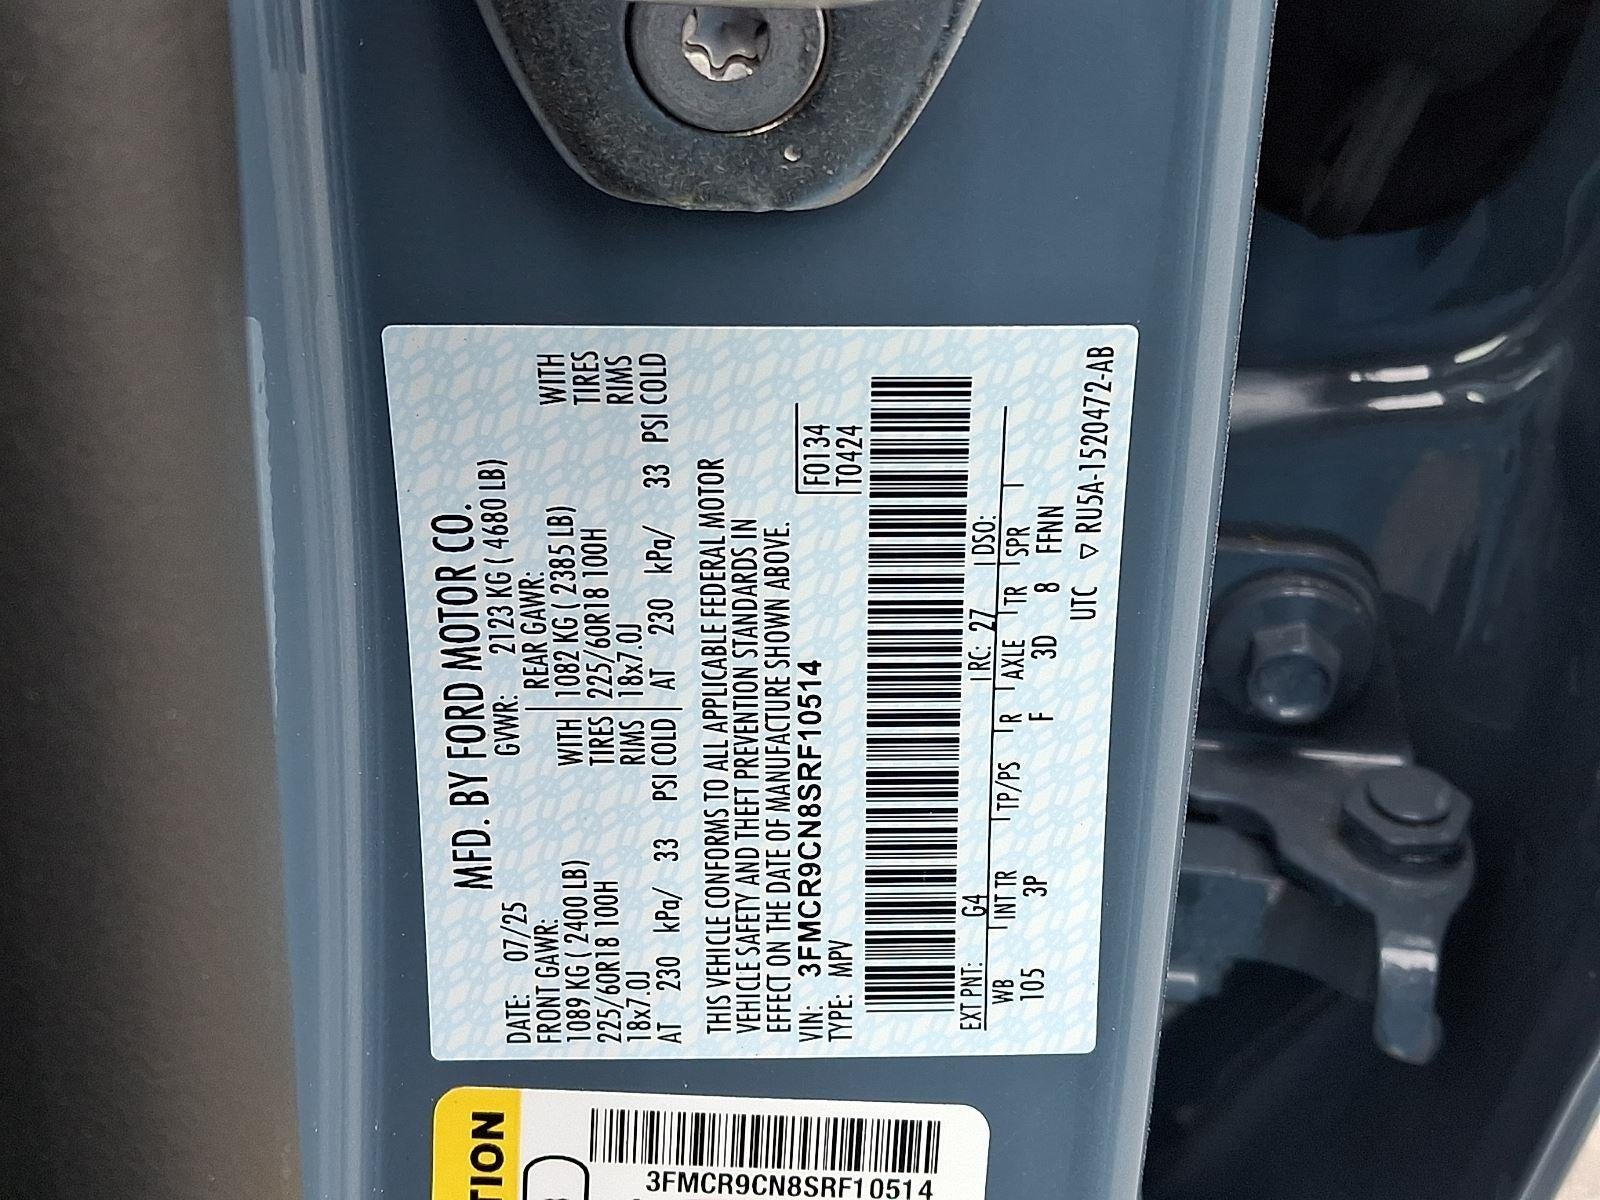 MFD. BY FORD MOTOR CO.
DATE: 07/25 GVWR: 2123 KG ( 4680 LB)
FRONT GAWR: REAR GAWR:
1089 KG ( 2400 LB) WITH 1082 KG ( 2385 LB) WITH
225/60R18 100H TIRES 225/60R18 100H TIRES
18x7.0J RIMS 18x7.0J RIMS
AT 230 kPa/ 33 PSI COLD AT 230 kPa/ 33 PSI COLD
THIS VEHICLE CONFORMS TO ALL APPLICABLE FEDERAL MOTOR
VEHICLE SAFETY AND THEFT PREVENTION STANDARDS IN
EFFECT ON THE DATE OF MANUFACTURE SHOWN ABOVE.
VIN: 3FMCR9CN8SRF10514 F0134
TYPE: MPV T0424
EXT PNT: G4 RC: 27 DSO:
WB INT TR TP/PS R AXLE TR SPR
105 3P F 3D 8 FFNN
UTC ▽ RU5A-1520472-AB
3FMCR9CN8SRF10514